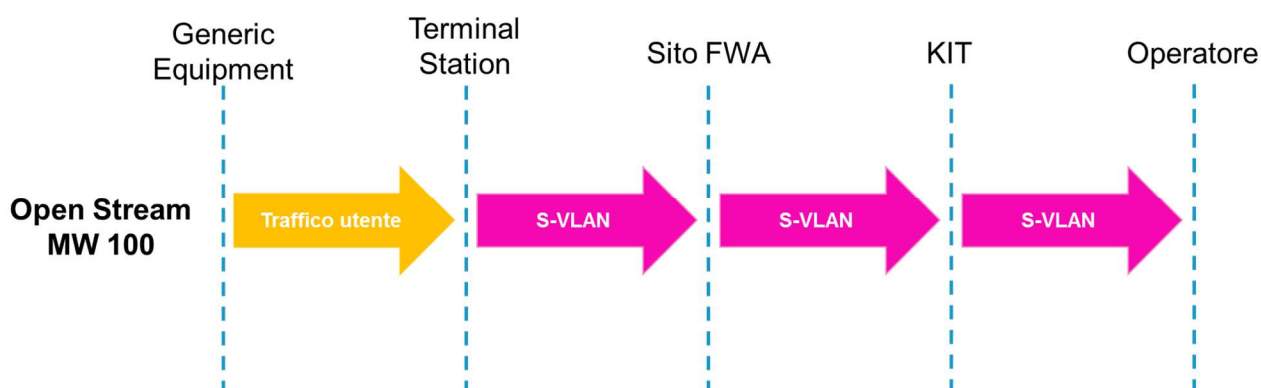 Generic
Equipment
Terminal
Station
Sito FWA
KIT
Operatore
Open Stream
MW 100
Traffico utente
S-VLAN
S-VLAN
S-VLAN